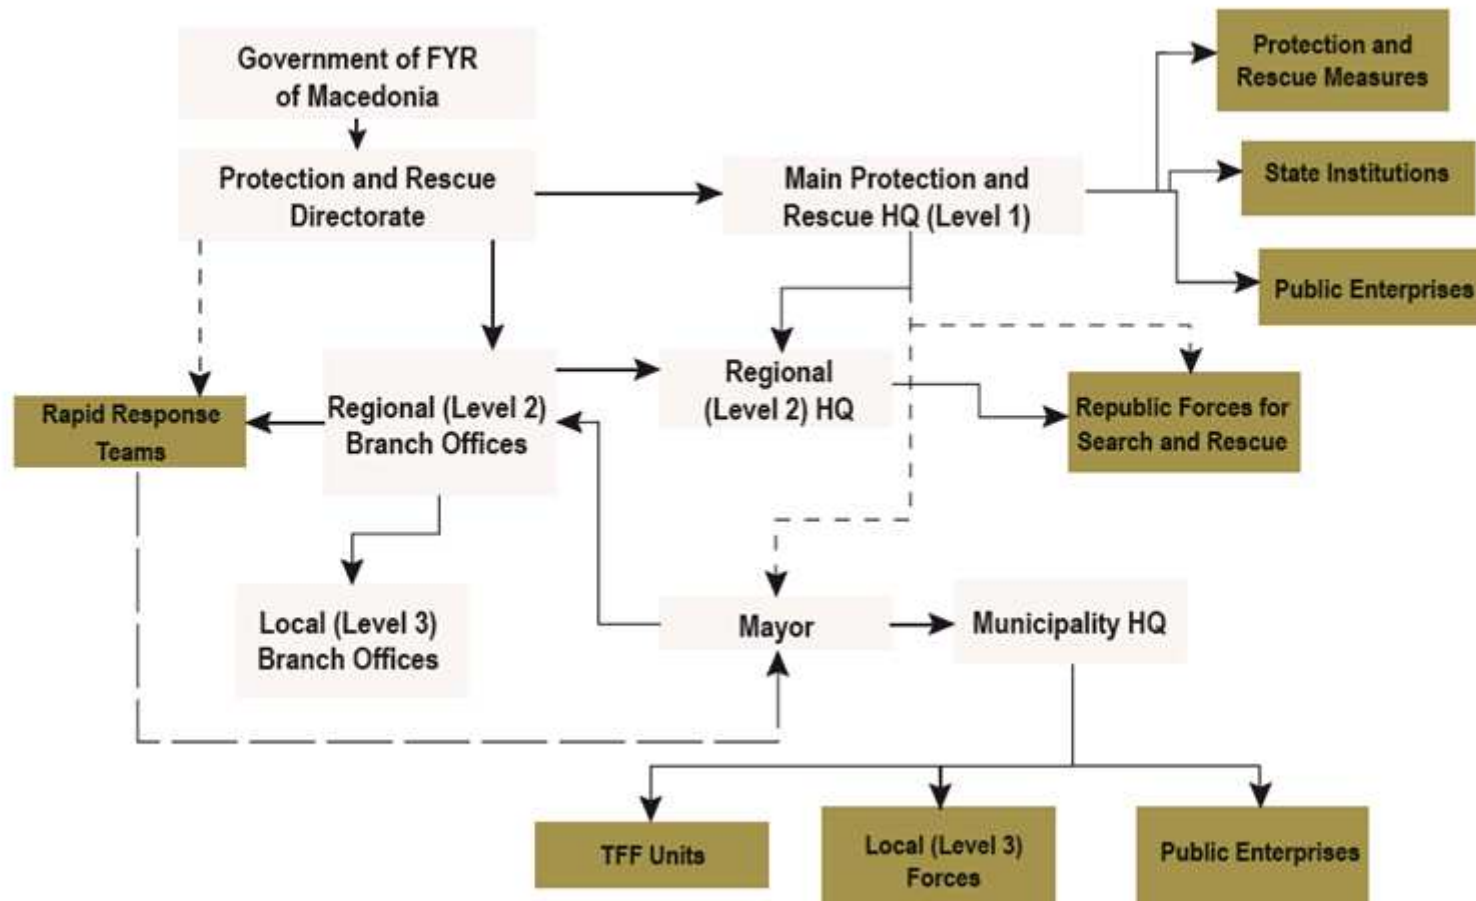 Government of FYR
of Macedonia
Protection and
Rescue Measures
Protection and Rescue
Directorate
Main Protection and
Rescue HQ (Level 1)
State Institutions
Public Enterprises
Rapid Response
Teams
Regional (Level 2)
Branch Offices
Regional
(Level 2) HQ
Republic Forces for
Search and Rescue
Local (Level 3)
Branch Offices
Mayor
Municipality HQ
TFF Units
Local (Level 3)
Forces
Public Enterprises